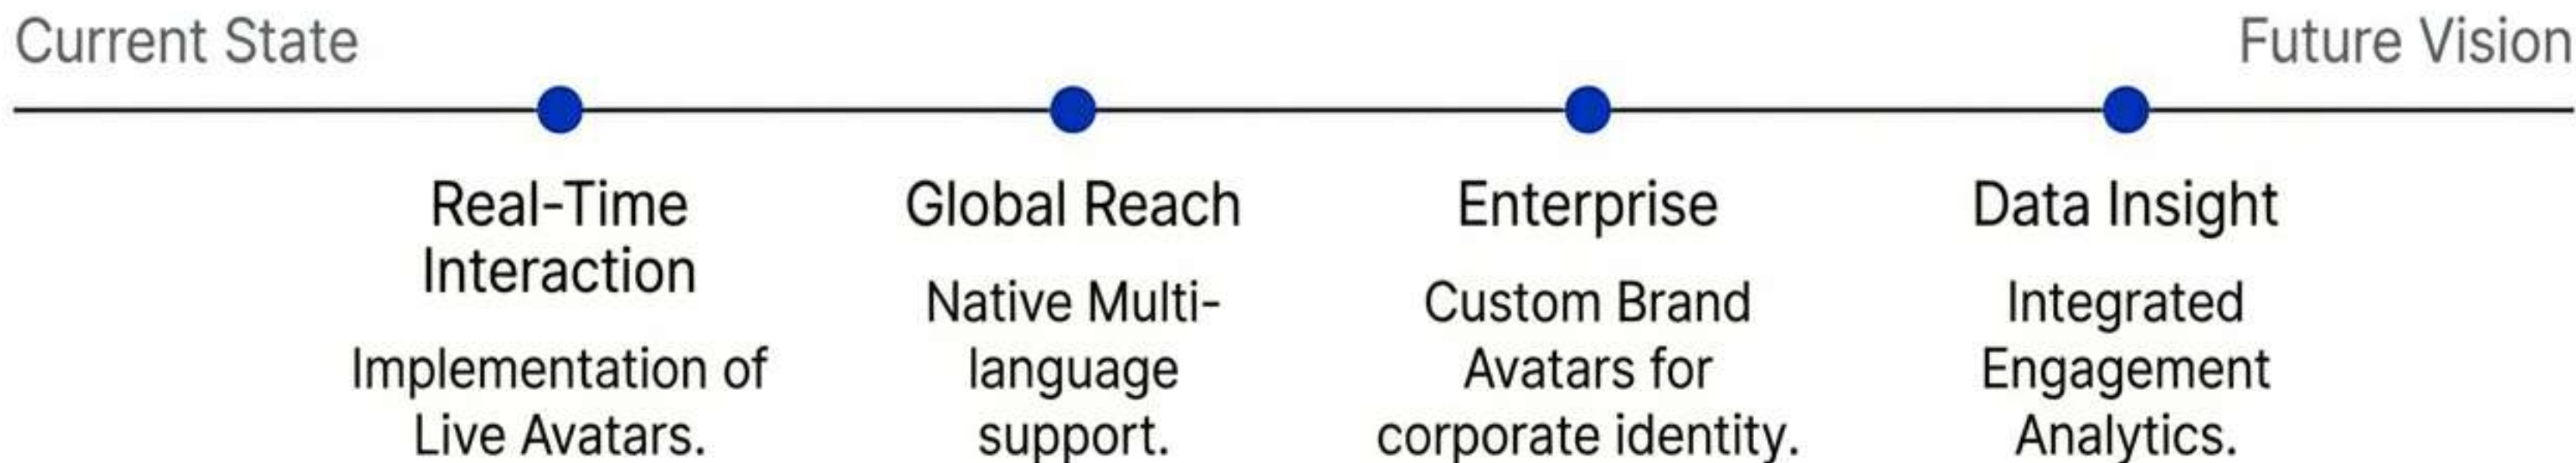 Current State
Future Vision
Real-Time
Interaction
Implementation of
Live Avatars.
Global Reach
Native Multi-
language
support.
Enterprise
Custom Brand
Avatars for
corporate identity.
Data Insight
Integrated
Engagement
Analytics.